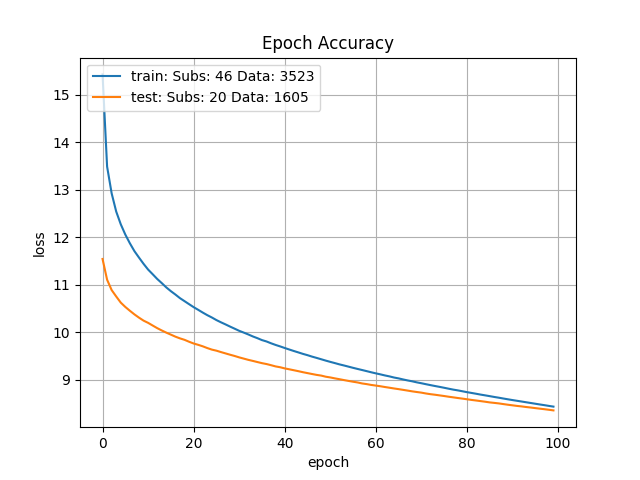 Epoch Accuracy
train: Subs: 46 Data: 3523
test: Subs: 20 Data: 1605
15
14
13
12
11
10
9
loss
0 20 40 60 80 100
epoch